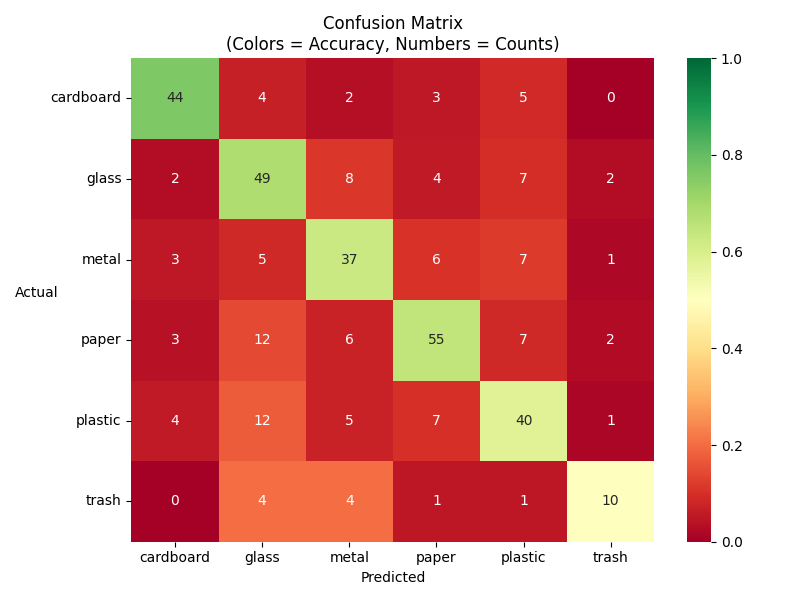 Confusion Matrix
(Colors = Accuracy, Numbers = Counts)
cardboard 44 4 2 3 5 0
glass 2 49 8 4 7 2
metal 3 5 37 6 7 1
Actual
paper 3 12 6 55 7 2
plastic 4 12 5 7 40 1
trash 0 4 4 1 1 10
cardboard glass metal paper plastic trash
Predicted
1.0
0.8
0.6
0.4
0.2
0.0